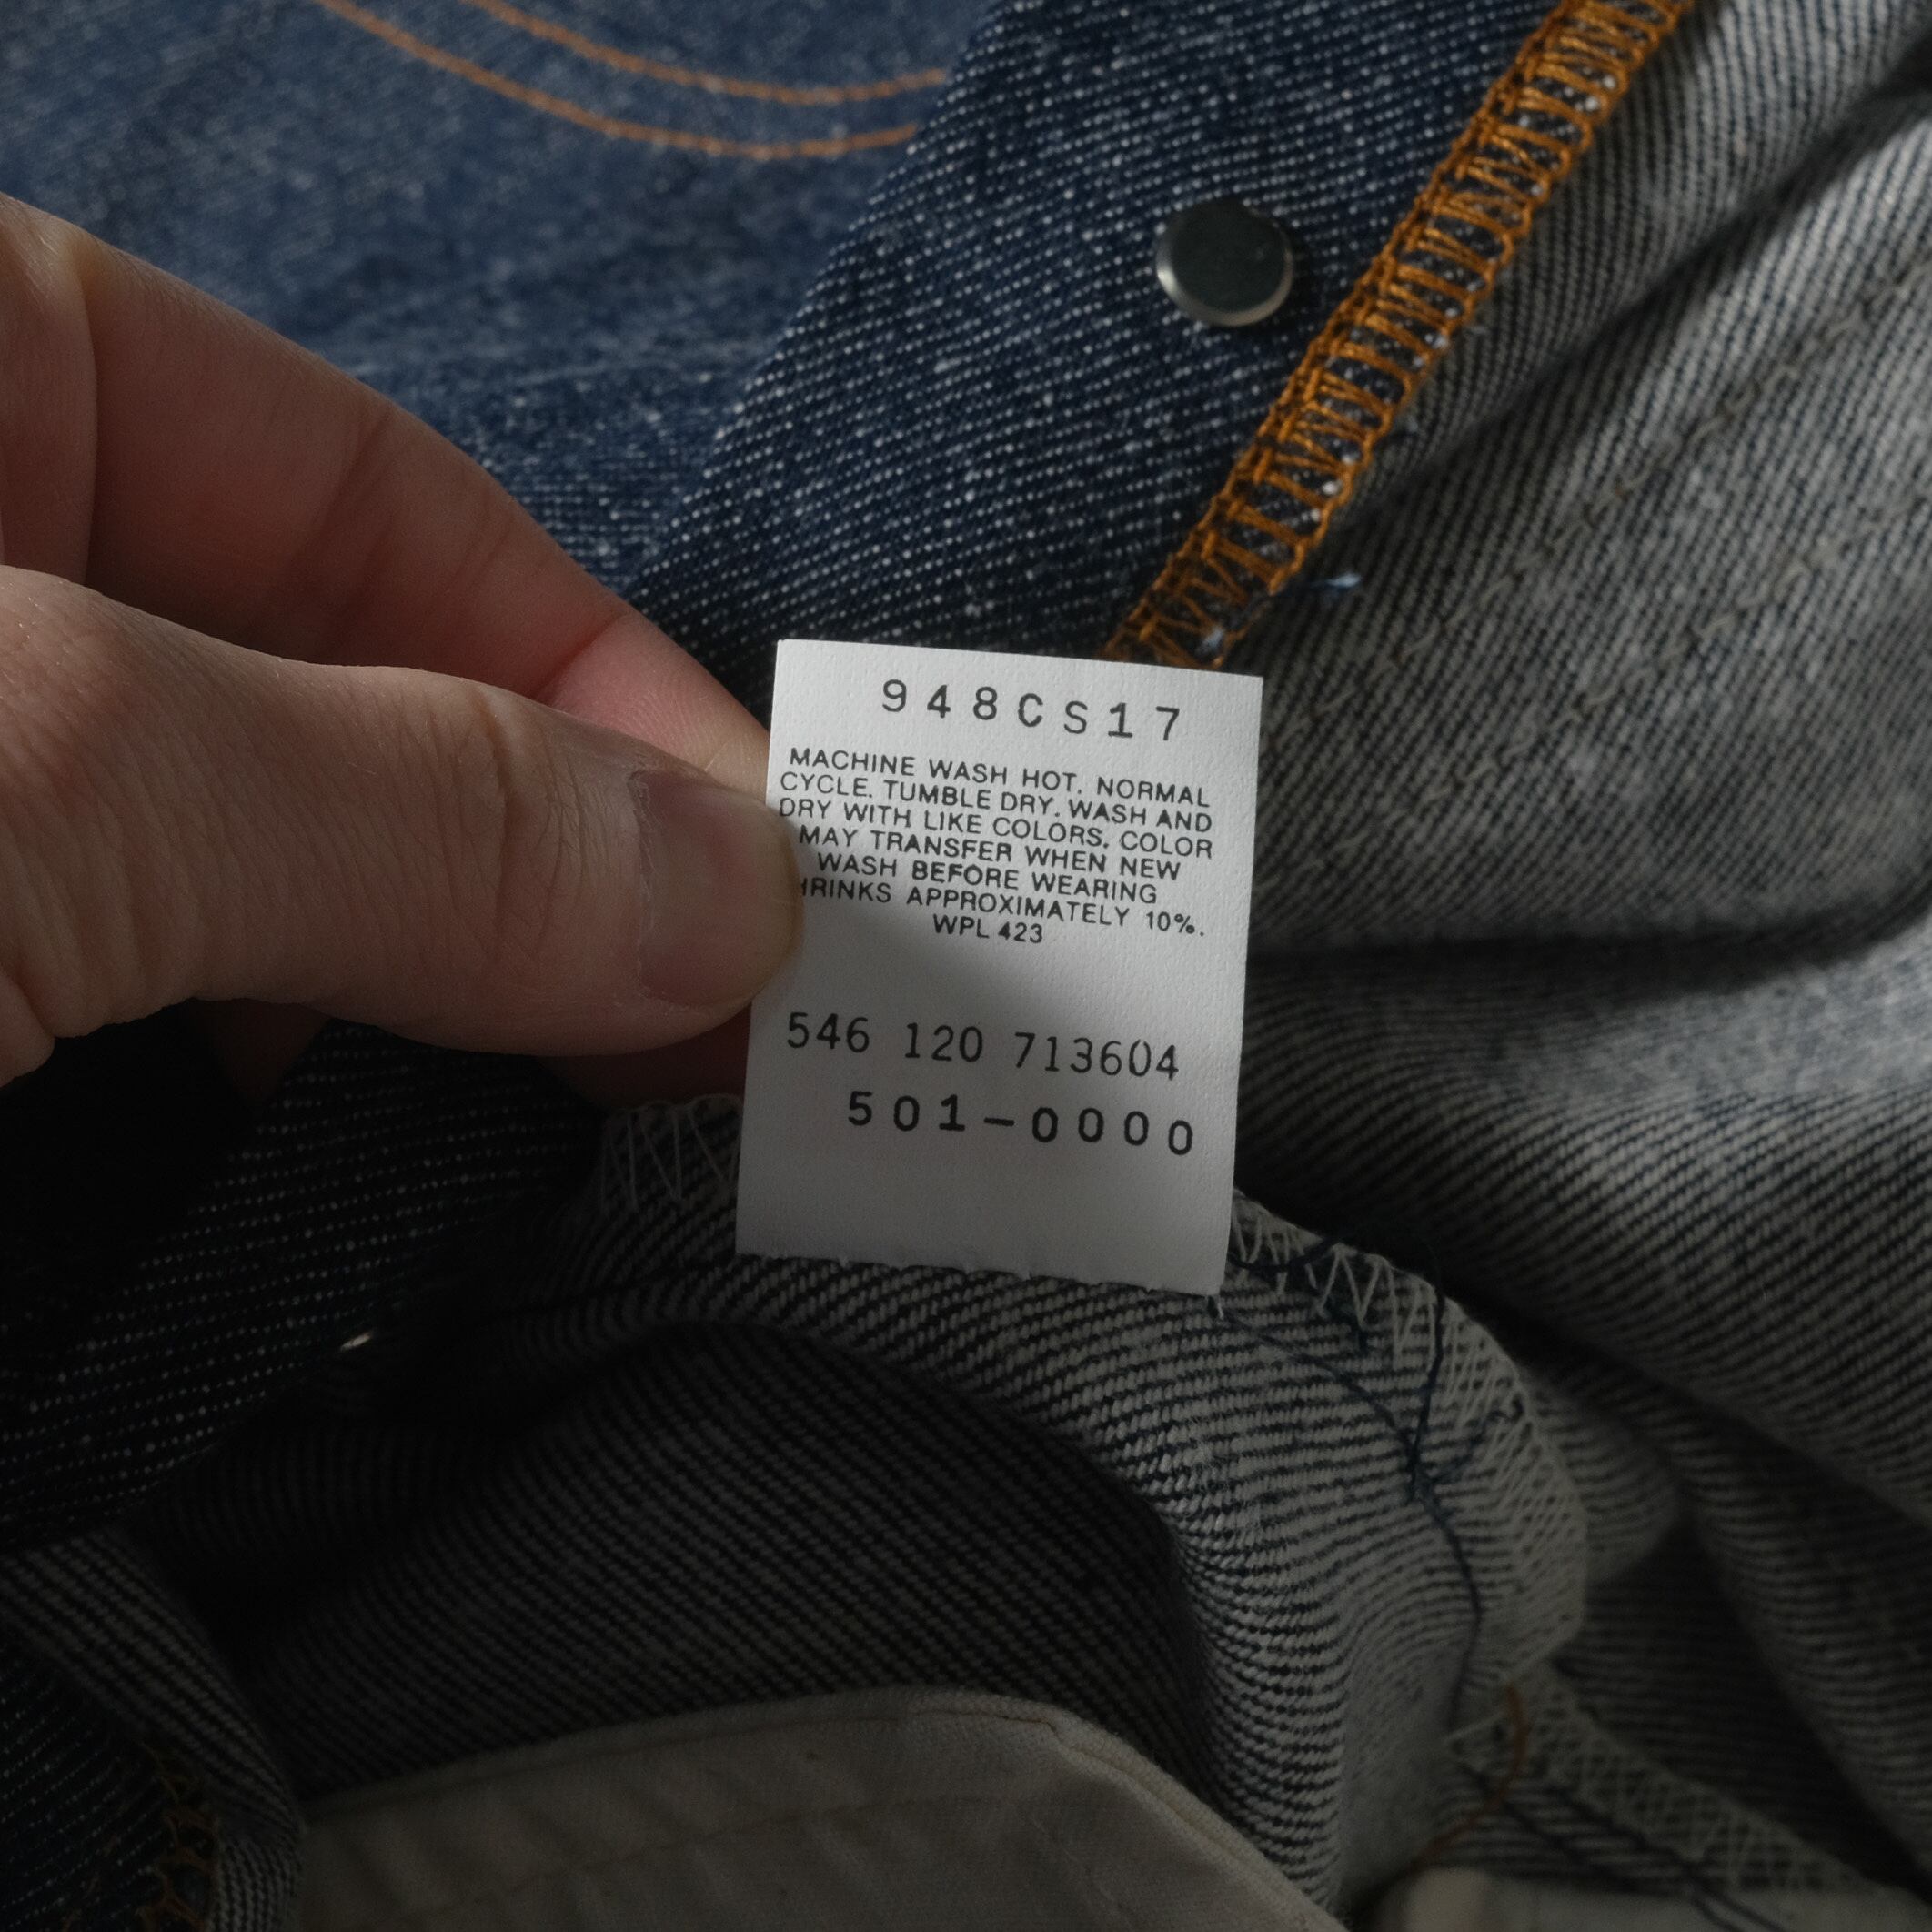 948CS17
MACHINE WASH HOT. NORMAL
CYCLE. TUMBLE DRY. WASH AND
DRY WITH LIKE COLORS. COLOR
MAY TRANSFER WHEN NEW
WASH BEFORE WEARING
HRINKS APPROXIMATELY 10%.
WPL 423
546 120 713604
501-0000